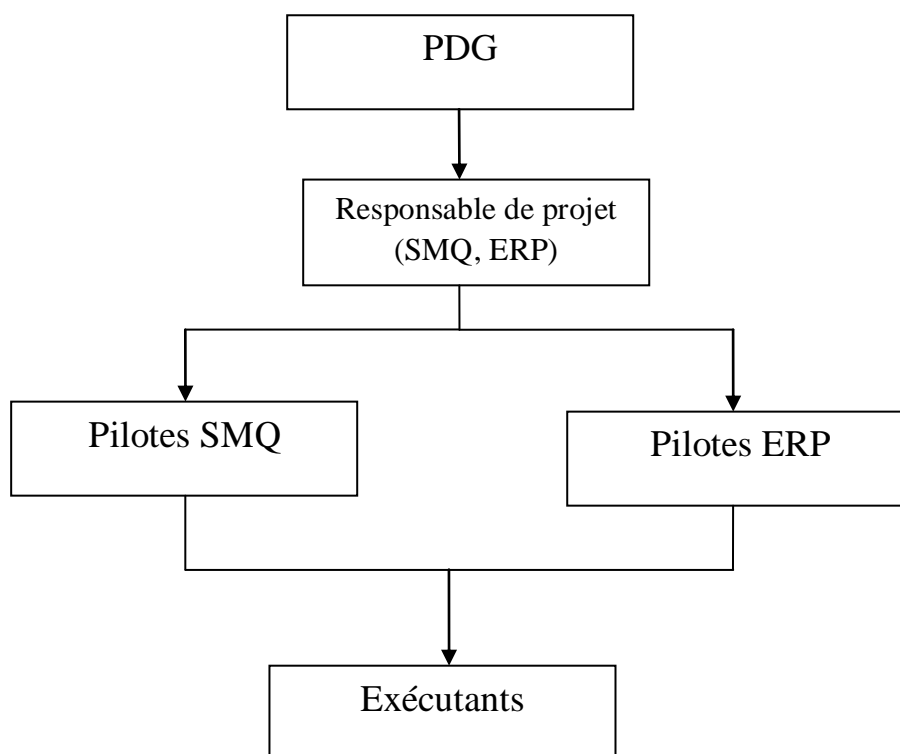 PDG
Responsable de projet
(SMQ, ERP)
Pilotes SMQ
Pilotes ERP
Exécutants